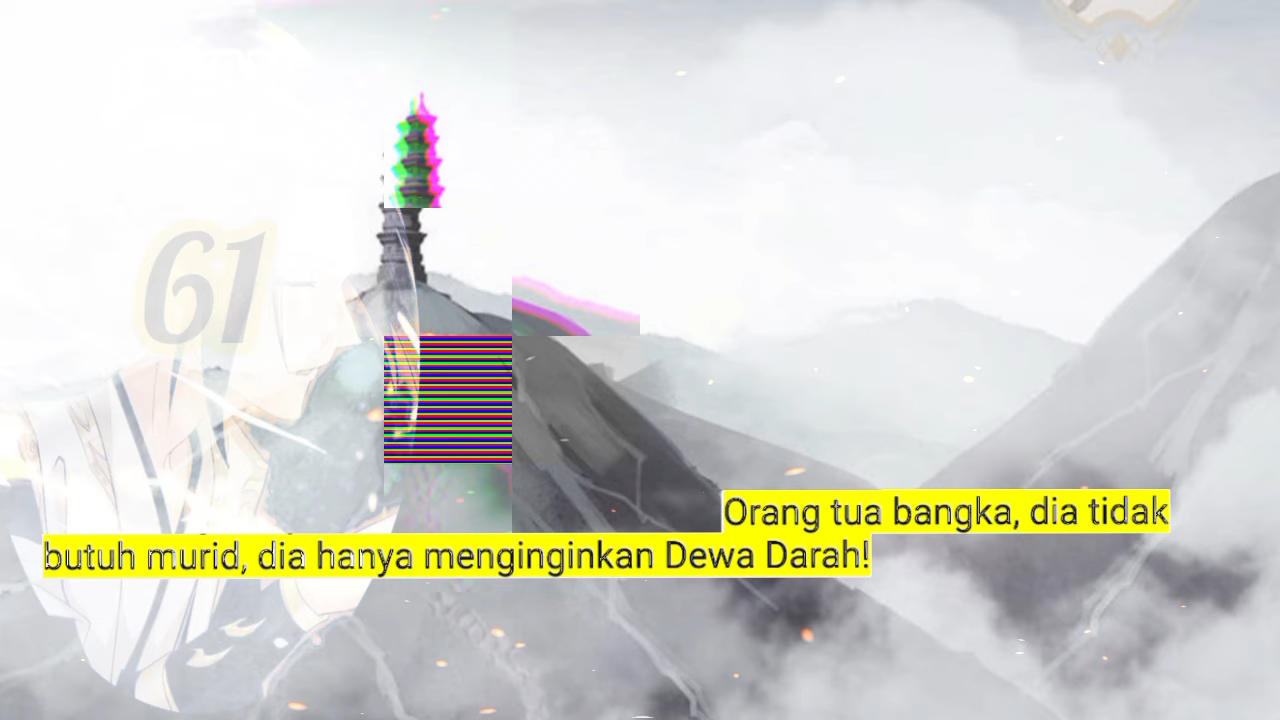 61
Orang tua bangka, dia tidak
butuh murid, dia hanya menginginkan Dewa Darah!